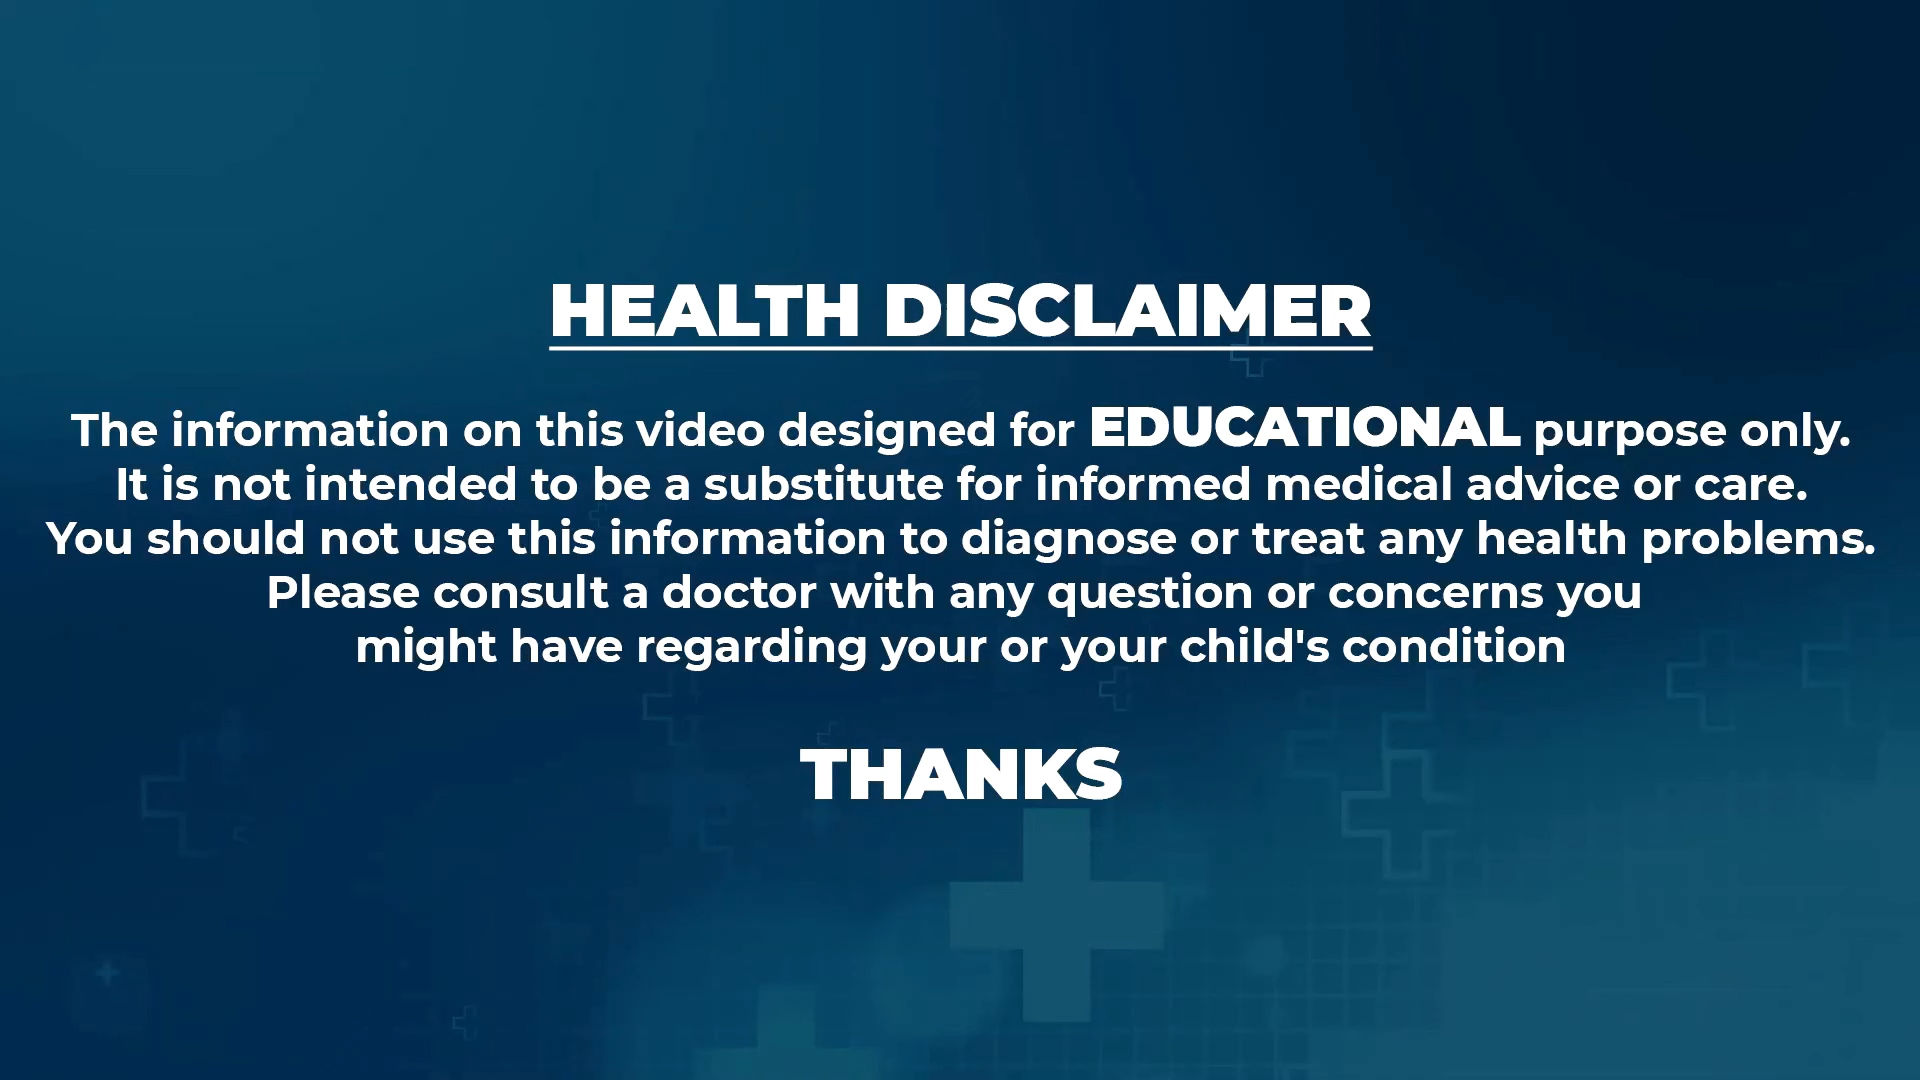 HEALTH DISCLAIMER
The information on this video designed for EDUCATIONAL purpose only.
It is not intended to be a substitute for informed medical advice or care.
You should not use this information to diagnose or treat any health problems.
Please consult a doctor with any question or concerns you
might have regarding your or your child's condition
THANKS